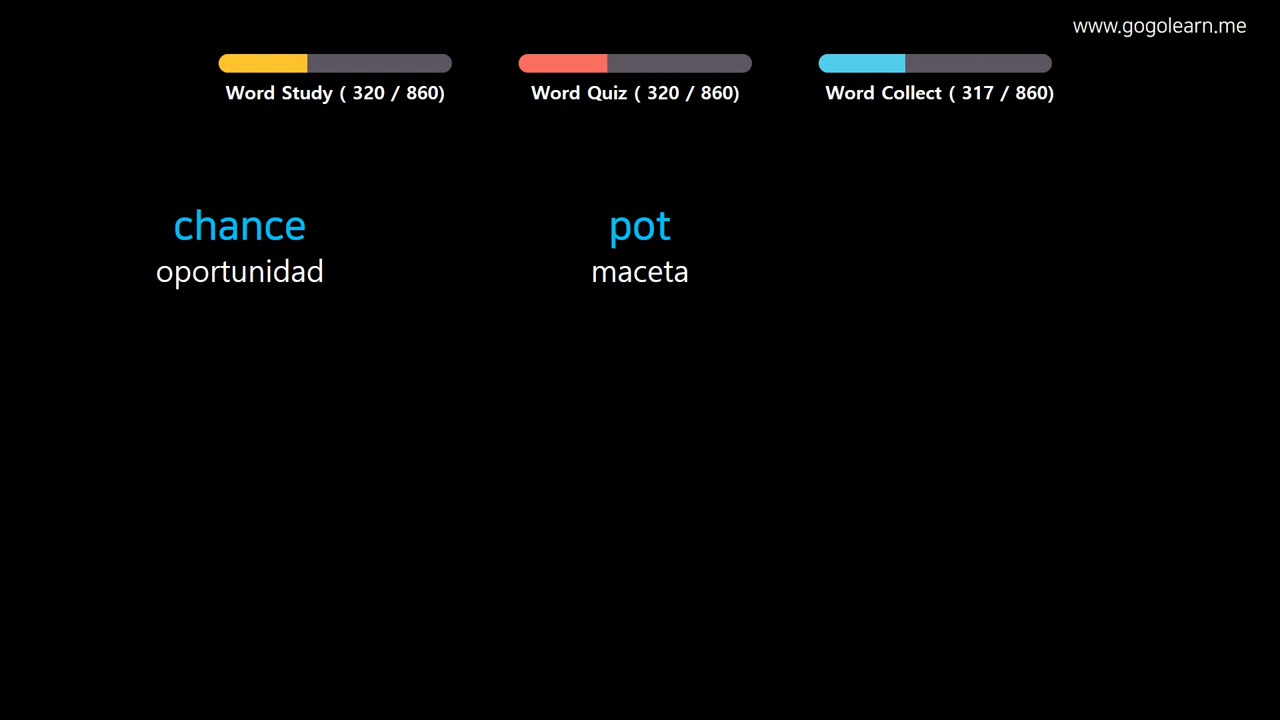 www.gogolearn.me
Word Study ( 320 / 860)
Word Quiz ( 320 / 860)
Word Collect ( 317 / 860)
chance
oportunidad
pot
maceta